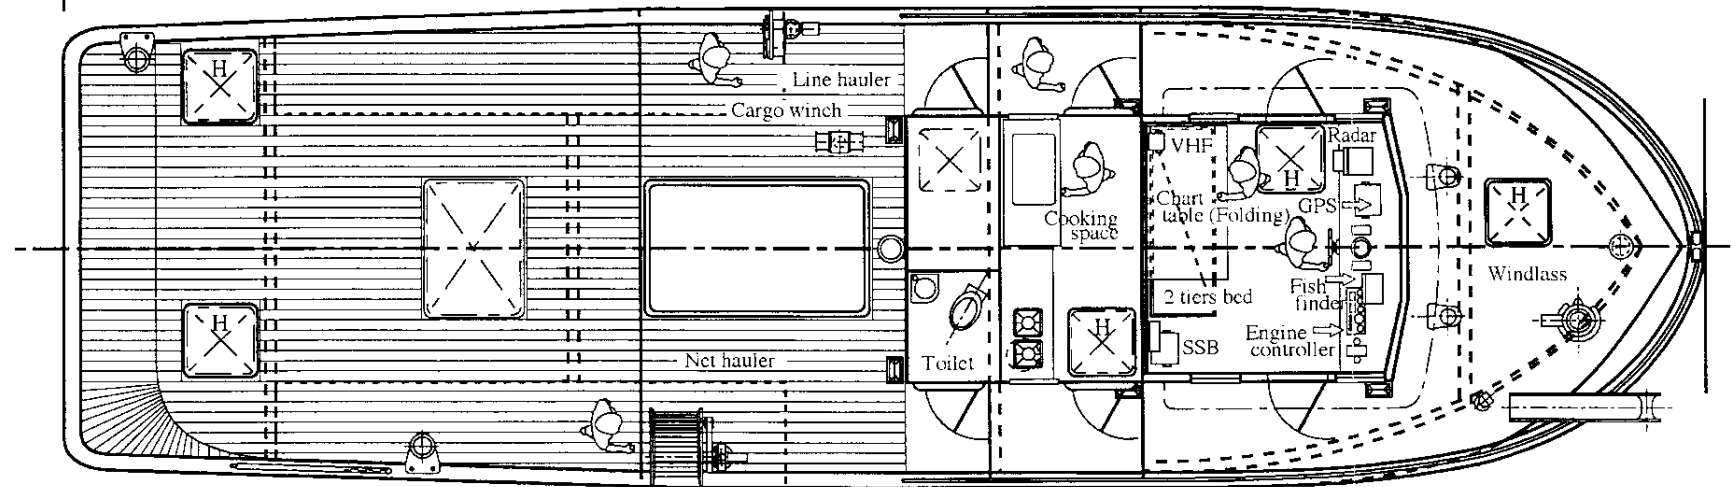 H
Line hauler
Cargo winch
VHF
Radar
H
Chart
table (Folding)
GPS
H
Cooking
space
Windlass
Fish
finder
2 tiers bed
H
H
Engine
controller
SSB
Net hauler
Toilet